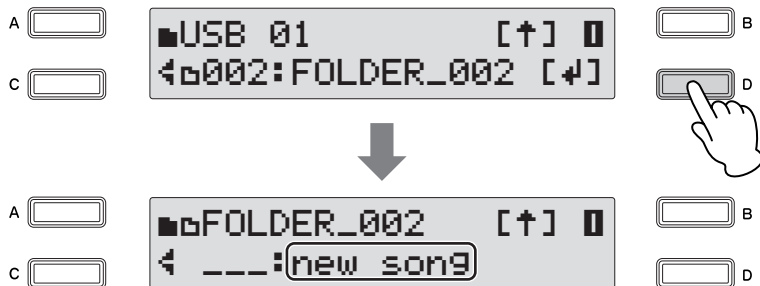 A
■USB 01 [↑]
B
C
002:FOLDER_002 [↲]
D
A
FOLDER_002 [↑]
B
C
___:new song
D